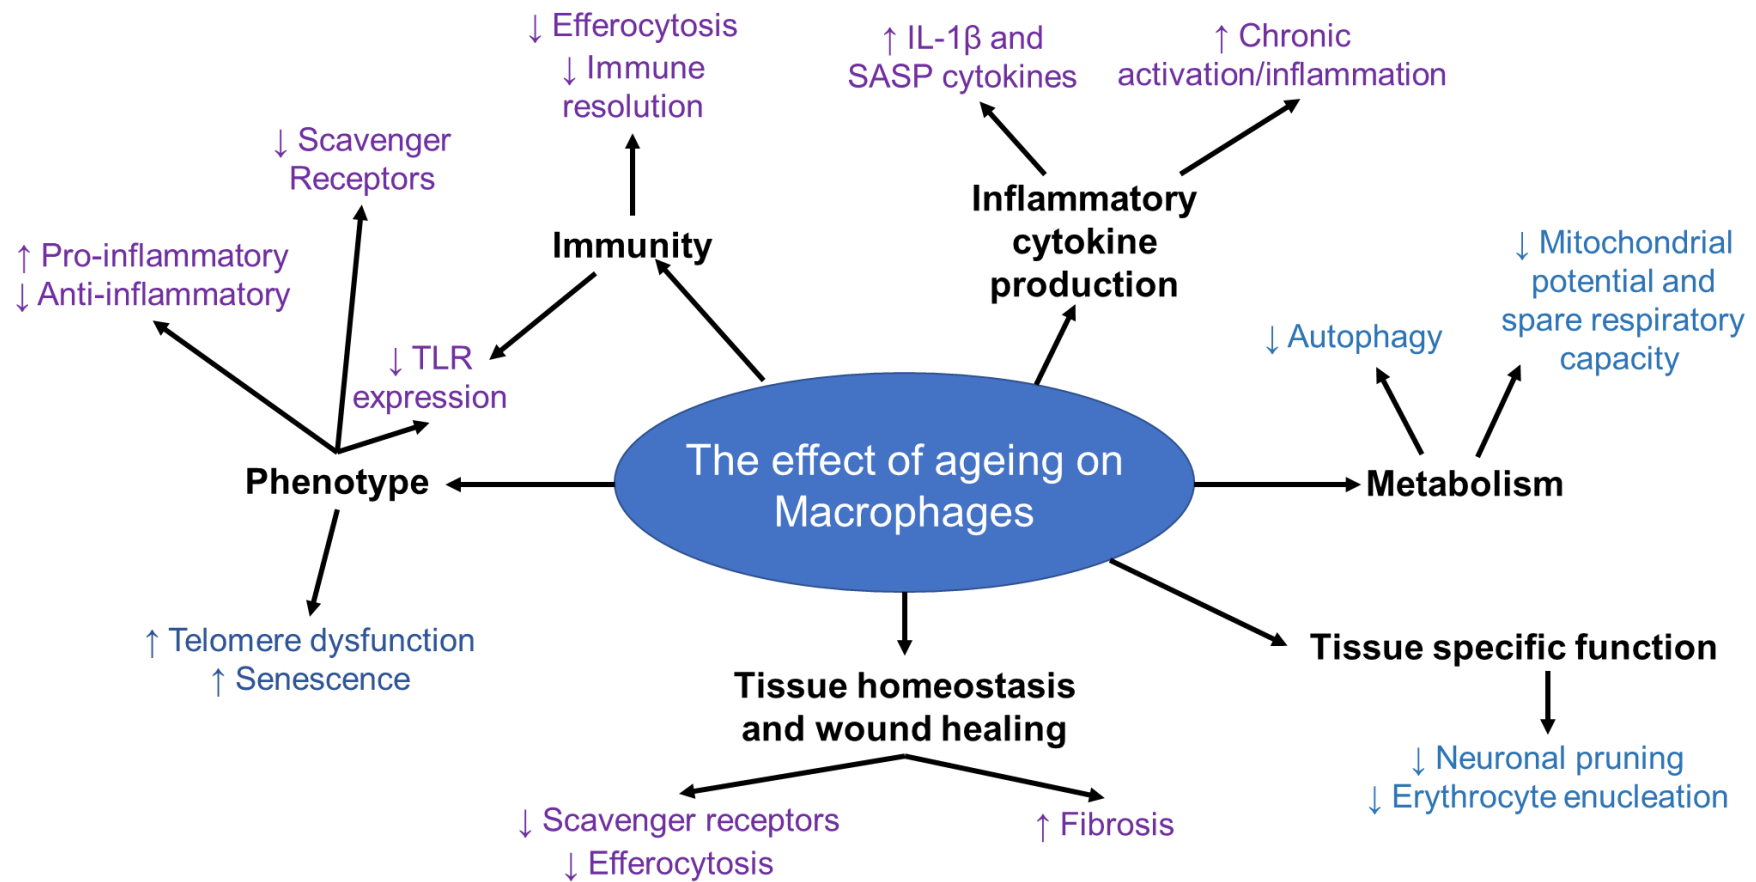 ↓ Efferocytosis
↓ Immune
resolution
↑ IL-1β and
SASP cytokines
↑ Chronic
activation/inflammation
↓ Scavenger
Receptors
↑ Pro-inflammatory
↓ Anti-inflammatory
Immunity
Inflammatory
cytokine
production
↓ Mitochondrial
potential and
spare respiratory
capacity
↓ Autophagy
↓ TLR
expression
Phenotype
The effect of ageing on
Macrophages
Metabolism
↑ Telomere dysfunction
↑ Senescence
Tissue homeostasis
and wound healing
Tissue specific function
↓ Neuronal pruning
↓ Erythrocyte enucleation
↓ Scavenger receptors
↓ Efferocytosis
↑ Fibrosis